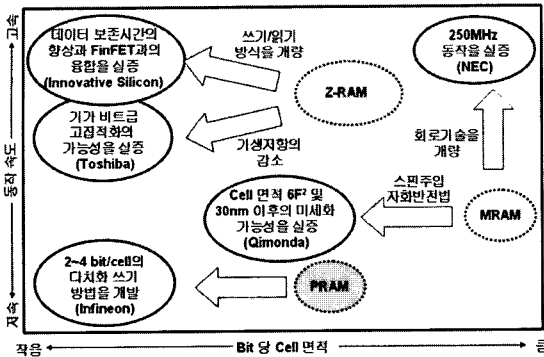 고속
동작 속도
저속
데이터 보존시간의
향상과 FinFET과의
융합을 실증
(Innovative Silicon)
쓰기/읽기
방식을 개량
250MHz
동작을 실증
(NEC)
Z-RAM
기가 비트급
고집적화의
가능성을 실증
(Toshiba)
기생저항의
감소
회로기술을
개량
Cell 면적 6F² 및
30nm 이후의 미세화
가능성을 실증
(Qimonda)
스핀주입
자화반전법
MRAM
2~4 bit/cell의
다치화 쓰기
방법을 개발
(Infineon)
PRAM
작음
Bit 당 Cell 면적